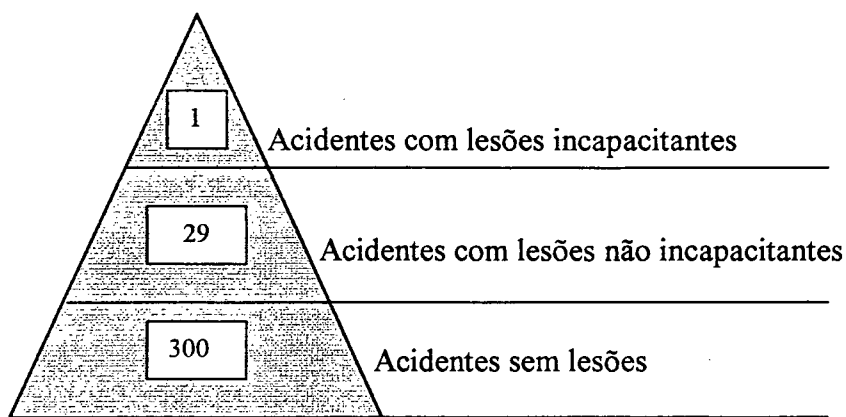 1
Acidentes com lesões incapacitantes
29
Acidentes com lesões não incapacitantes
300
Acidentes sem lesões